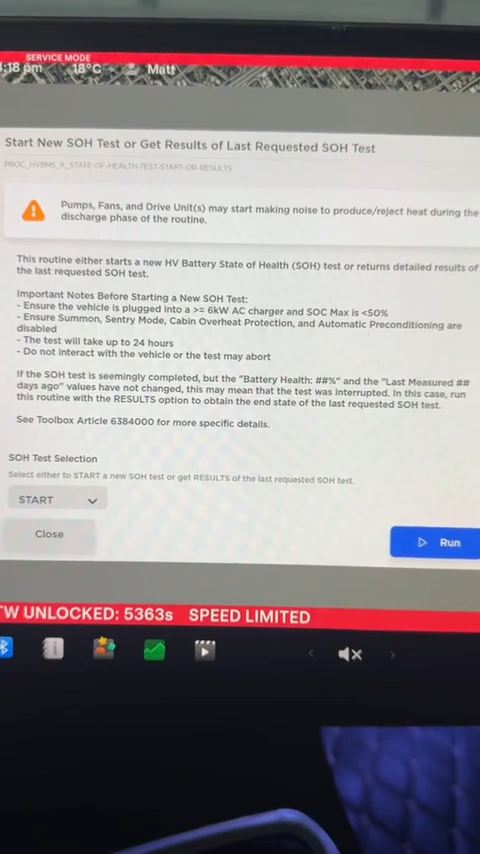 SERVICE MODE
:18 pm 18°C Matt
Start New SOH Test or Get Results of Last Requested SOH Test
PROC_HVBMS_X_STATE-OF-HEALTH-TEST-START-OR-RESULTS
Pumps, Fans, and Drive Unit(s) may start making noise to produce/reject heat during the
discharge phase of the routine.
This routine either starts a new HV Battery State of Health (SOH) test or returns detailed results of
the last requested SOH test.
Important Notes Before Starting a New SOH Test:
- Ensure the vehicle is plugged into a >= 6kW AC charger and SOC Max is <50%
- Ensure Summon, Sentry Mode, Cabin Overheat Protection, and Automatic Preconditioning are
disabled
- The test will take up to 24 hours
- Do not interact with the vehicle or the test may abort
If the SOH test is seemingly completed, but the "Battery Health: ##%" and the "Last Measured ##
days ago" values have not changed, this may mean that the test was interrupted. In this case, run
this routine with the RESULTS option to obtain the end state of the last requested SOH test.
See Toolbox Article 6384000 for more specific details.
SOH Test Selection
Select either to START a new SOH test or get RESULTS of the last requested SOH test.
START
Close
Run
TW UNLOCKED: 5363s SPEED LIMITED